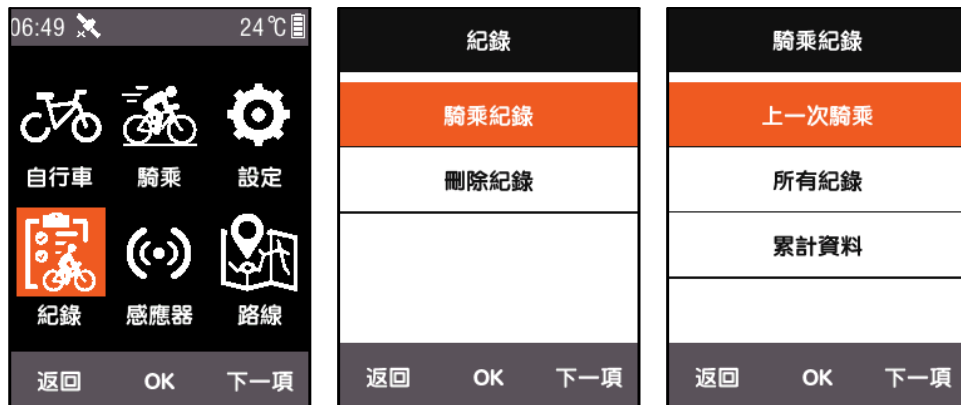 06:49 24℃
自行車 騎乘 設定
紀錄 感應器 路線
返回 OK 下一項
紀錄
騎乘紀錄
刪除紀錄
返回 OK 下一項
騎乘紀錄
上一次騎乘
所有紀錄
累計資料
返回 OK 下一項